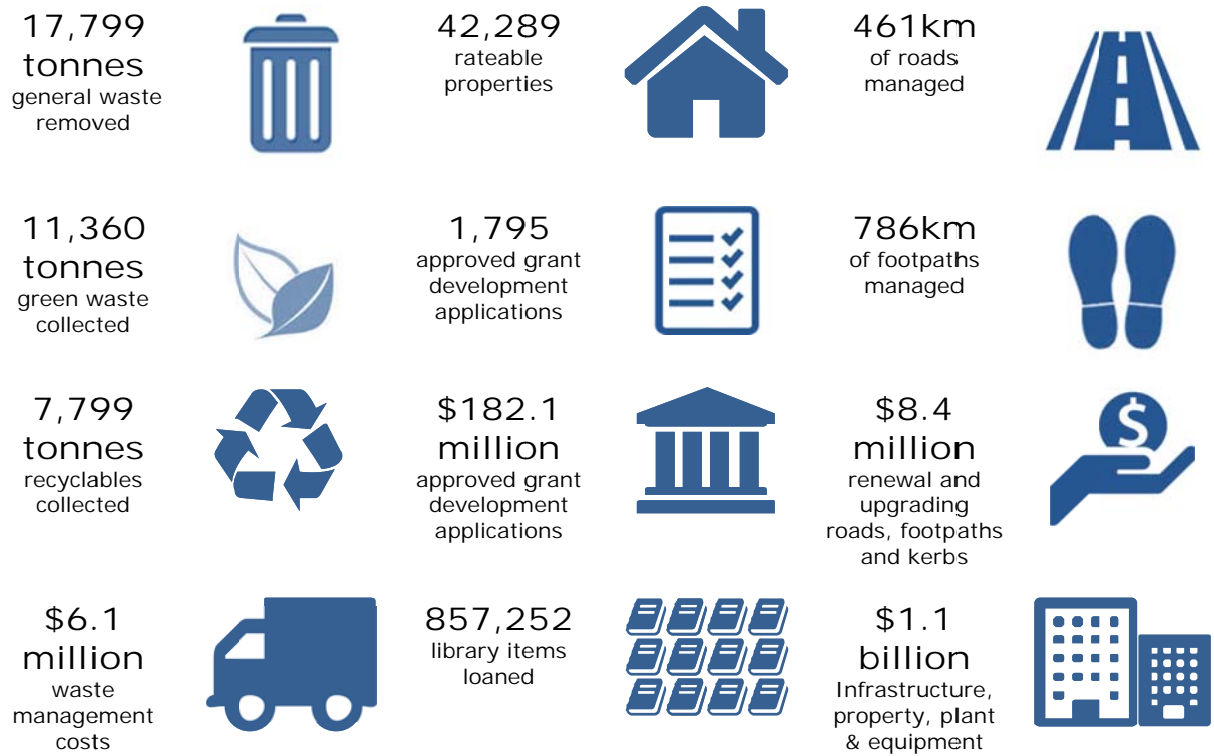 17,799
tonnes
general waste
removed
42,289
rateable
properties
461km
of roads
managed
11,360
tonnes
green waste
collected
1,795
approved grant
development
applications
786km
of footpaths
managed
7,799
tonnes
recyclables
collected
$182.1
million
approved grant
development
applications
$8.4
million
renewal and
upgrading
roads, footpaths
and kerbs
$
$6.1
million
waste
management
costs
857,252
library items
loaned
$1.1
billion
Infrastructure,
property, plant
& equipment